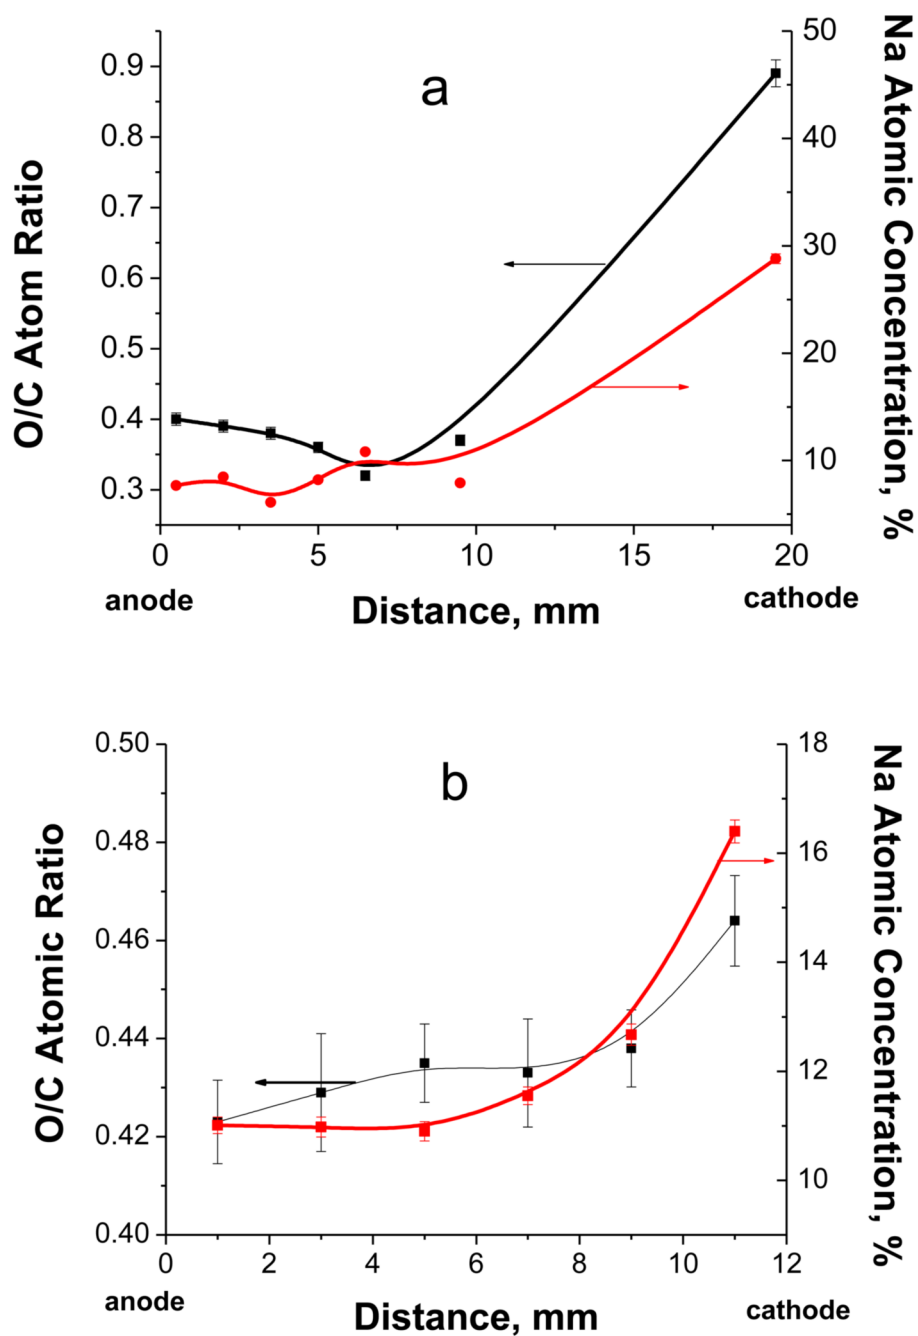 a
O/C Atom Ratio
0.9
0.8
0.7
0.6
0.5
0.4
0.3
Na Atomic Concentration, %
50
40
30
20
10
0 5 10 15 20
anode Distance, mm cathode
b
O/C Atomic Ratio
0.50
0.48
0.46
0.44
0.42
0.40
Na Atomic Concentration, %
18
16
14
12
10
0 2 4 6 8 10 12
anode Distance, mm cathode